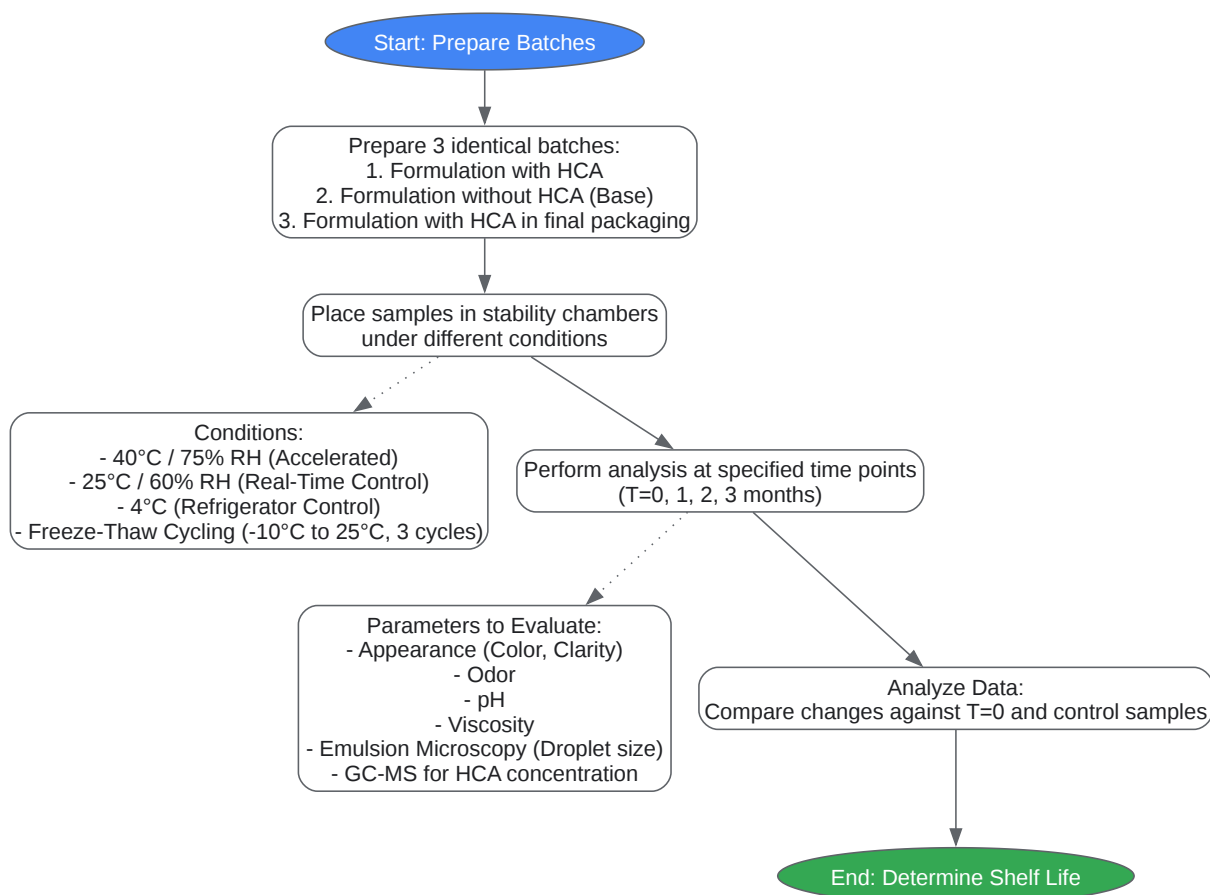 Start: Prepare Batches
Prepare 3 identical batches:
1. Formulation with HCA
2. Formulation without HCA (Base)
3. Formulation with HCA in final packaging
Place samples in stability chambers
under different conditions
Conditions:
- 40°C / 75% RH (Accelerated)
- 25°C / 60% RH (Real-Time Control)
- 4°C (Refrigerator Control)
- Freeze-Thaw Cycling (-10°C to 25°C, 3 cycles)
Perform analysis at specified time points
(T=0, 1, 2, 3 months)
Parameters to Evaluate:
- Appearance (Color, Clarity)
- Odor
- pH
- Viscosity
- Emulsion Microscopy (Droplet size)
- GC-MS for HCA concentration
Analyze Data:
Compare changes against T=0 and control samples
End: Determine Shelf Life